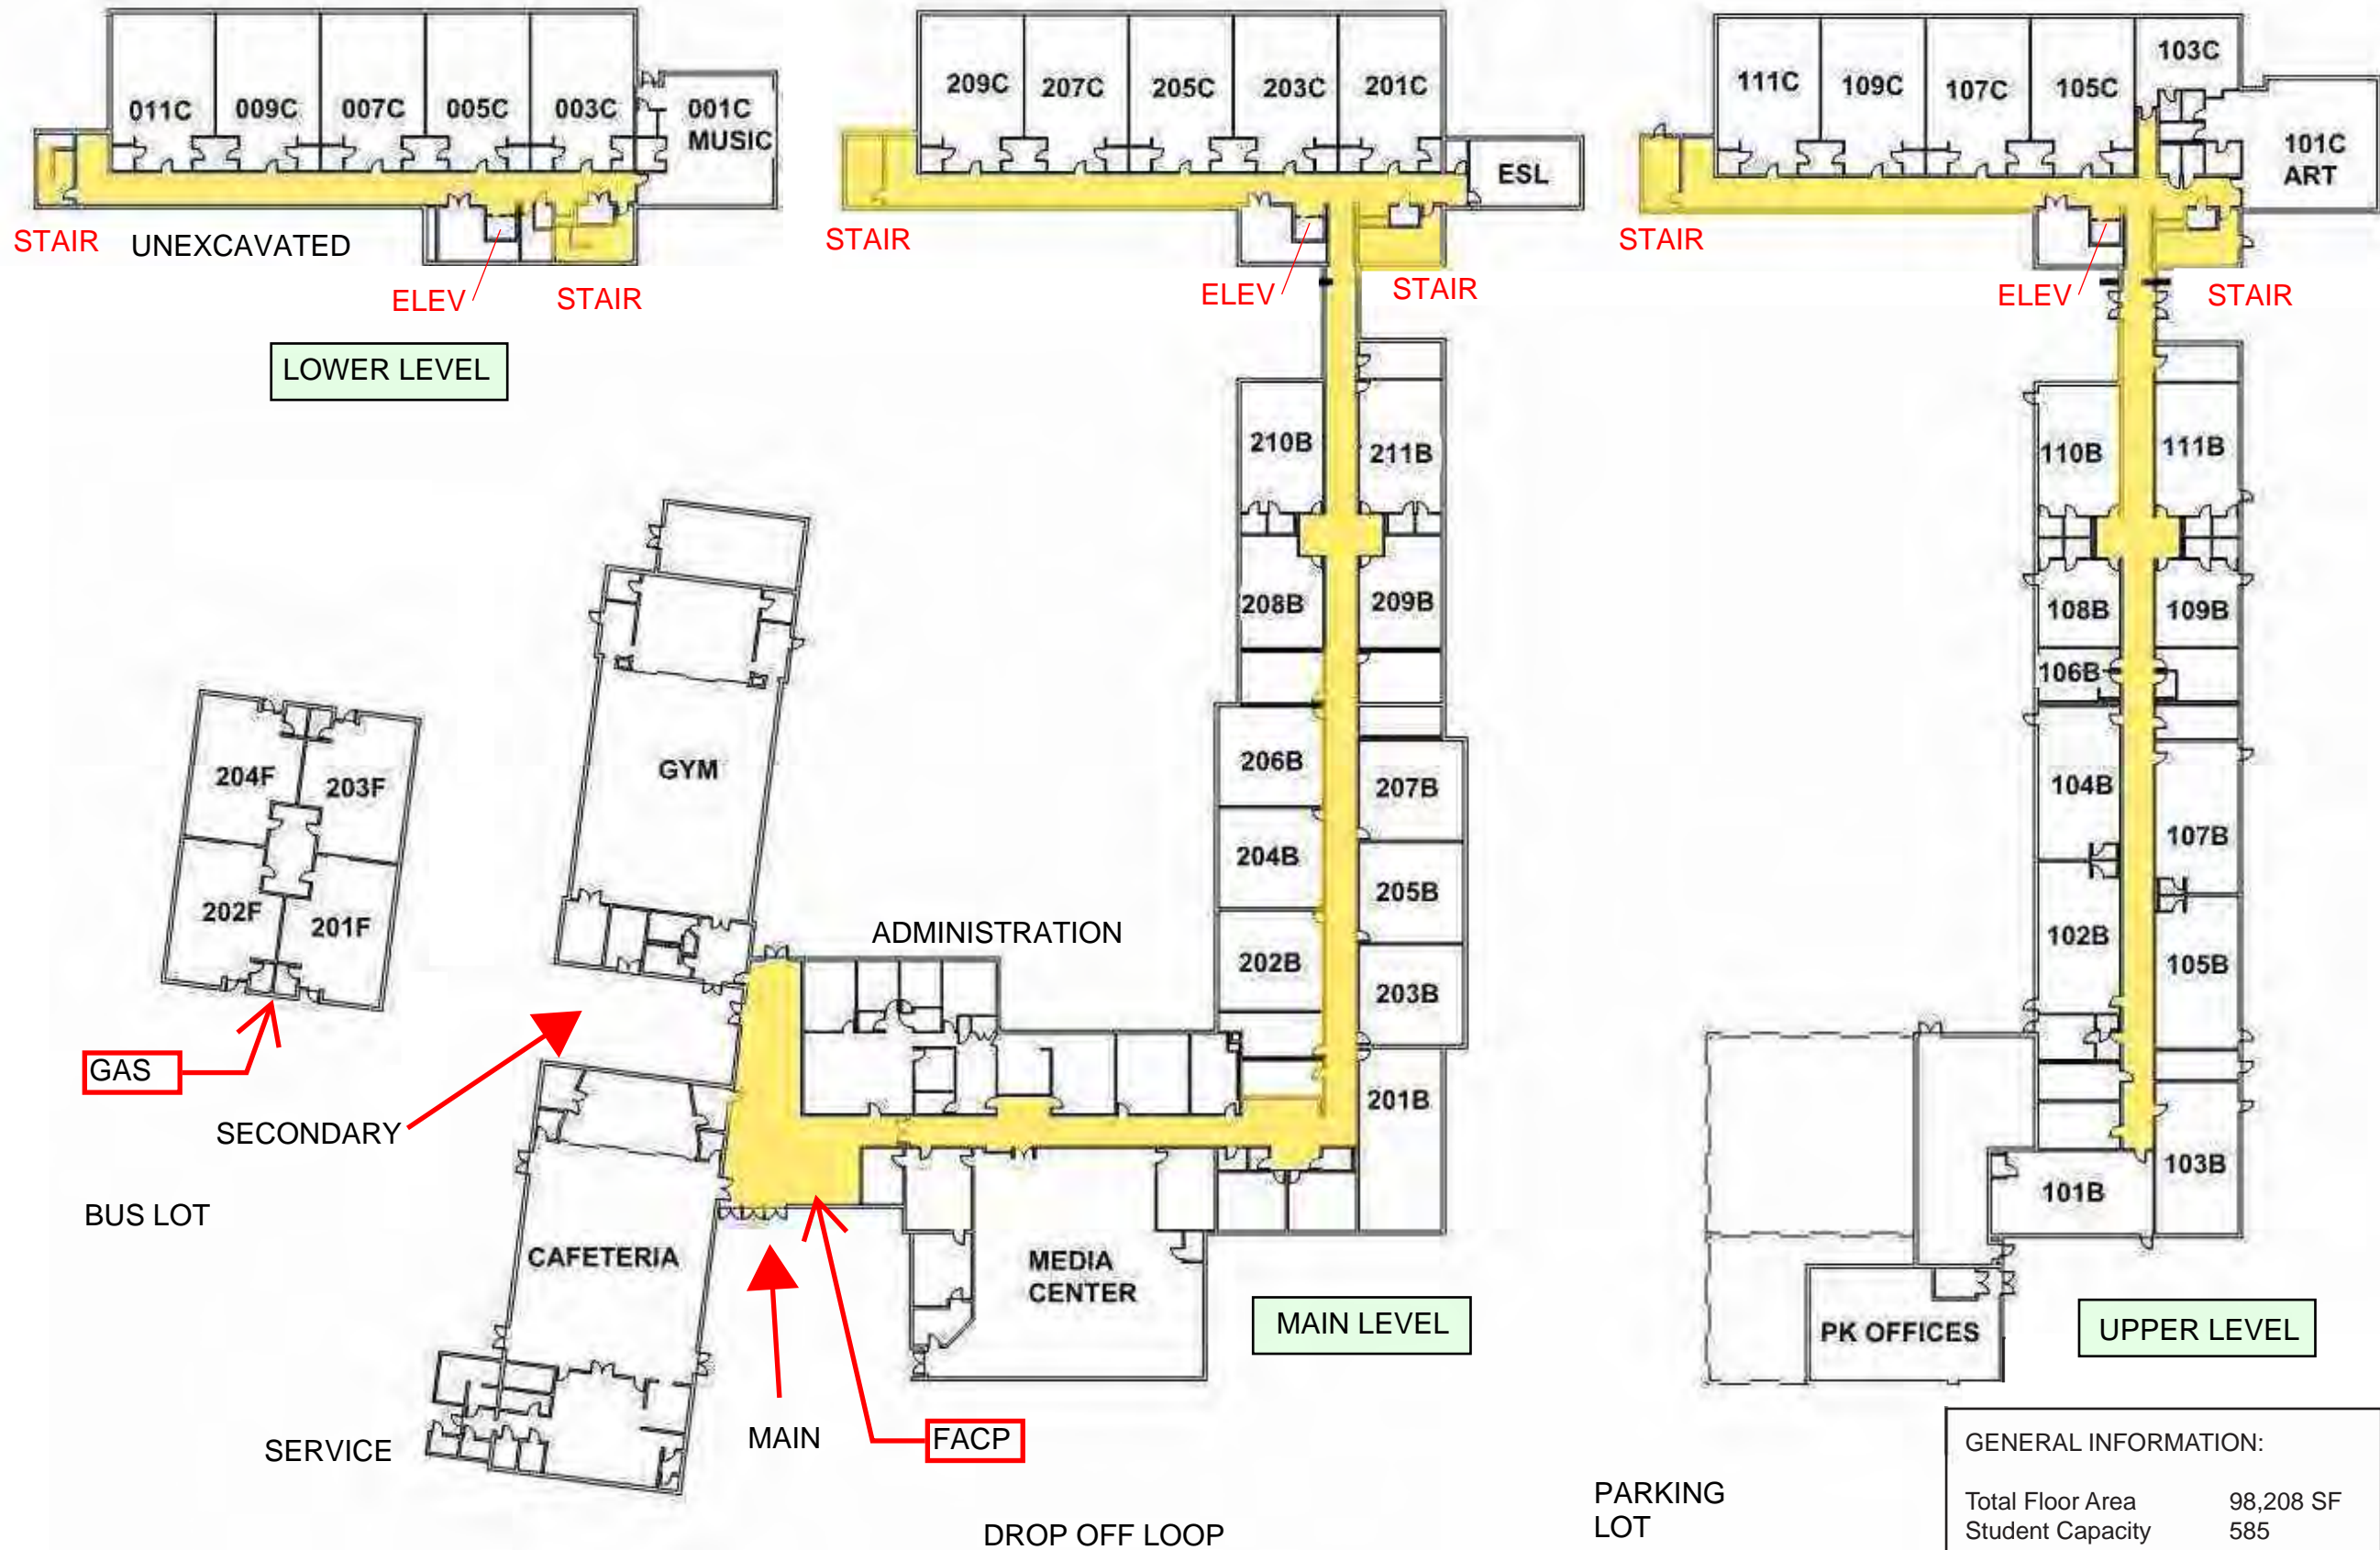 011C
009C
007C
005C
003C
001C
MUSIC
STAIR
UNEXCAVATED
ELEV
STAIR
LOWER LEVEL
209C
207C
205C
203C
201C
ESL
STAIR
ELEV
STAIR
210B
211B
208B
209B
206B
207B
204B
205B
202B
203B
201B
GYM
204F
203F
202F
201F
ADMINISTRATION
GAS
SECONDARY
BUS LOT
CAFETERIA
MEDIA
CENTER
MAIN LEVEL
SERVICE
MAIN
FACP
DROP OFF LOOP
111C
109C
107C
105C
103C
101C
ART
STAIR
ELEV
STAIR
110B
111B
108B
109B
106B
104B
107B
102B
105B
103B
101B
PK OFFICES
UPPER LEVEL
PARKING
LOT
GENERAL INFORMATION:
Total Floor Area 98,208 SF
Student Capacity 585